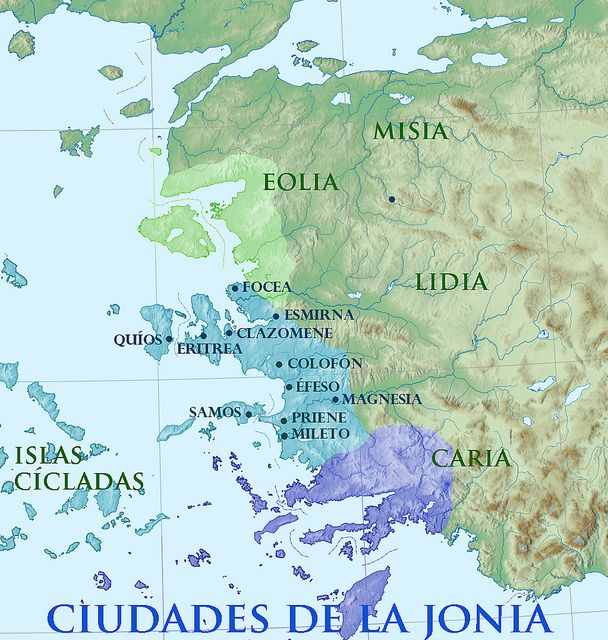 MISIA
EOLIA
LIDIA
FOCEA
ESMIRNA
CLAZOMENE
QUÍOS
ERITREA
COLOFÓN
ÉFESO
MAGNESIA
SAMOS
PRIENE
MILETO
ISLAS
CÍCLADAS
CARIA
CIUDADES DE LA JONIA